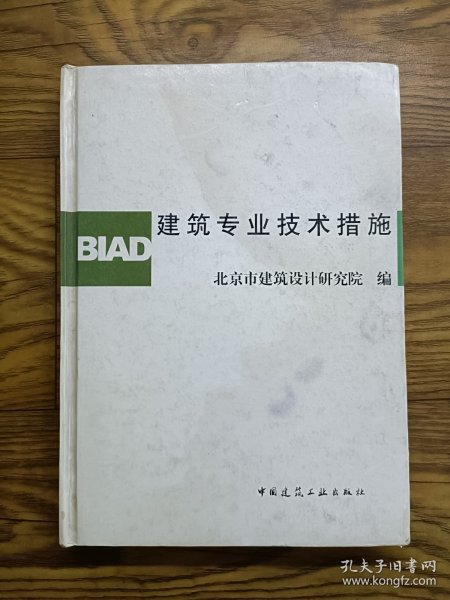 建筑专业技术措施
BIAD
北京市建筑设计研究院 编
中国建筑工业出版社
孔夫子旧书网
www.kongfz.com